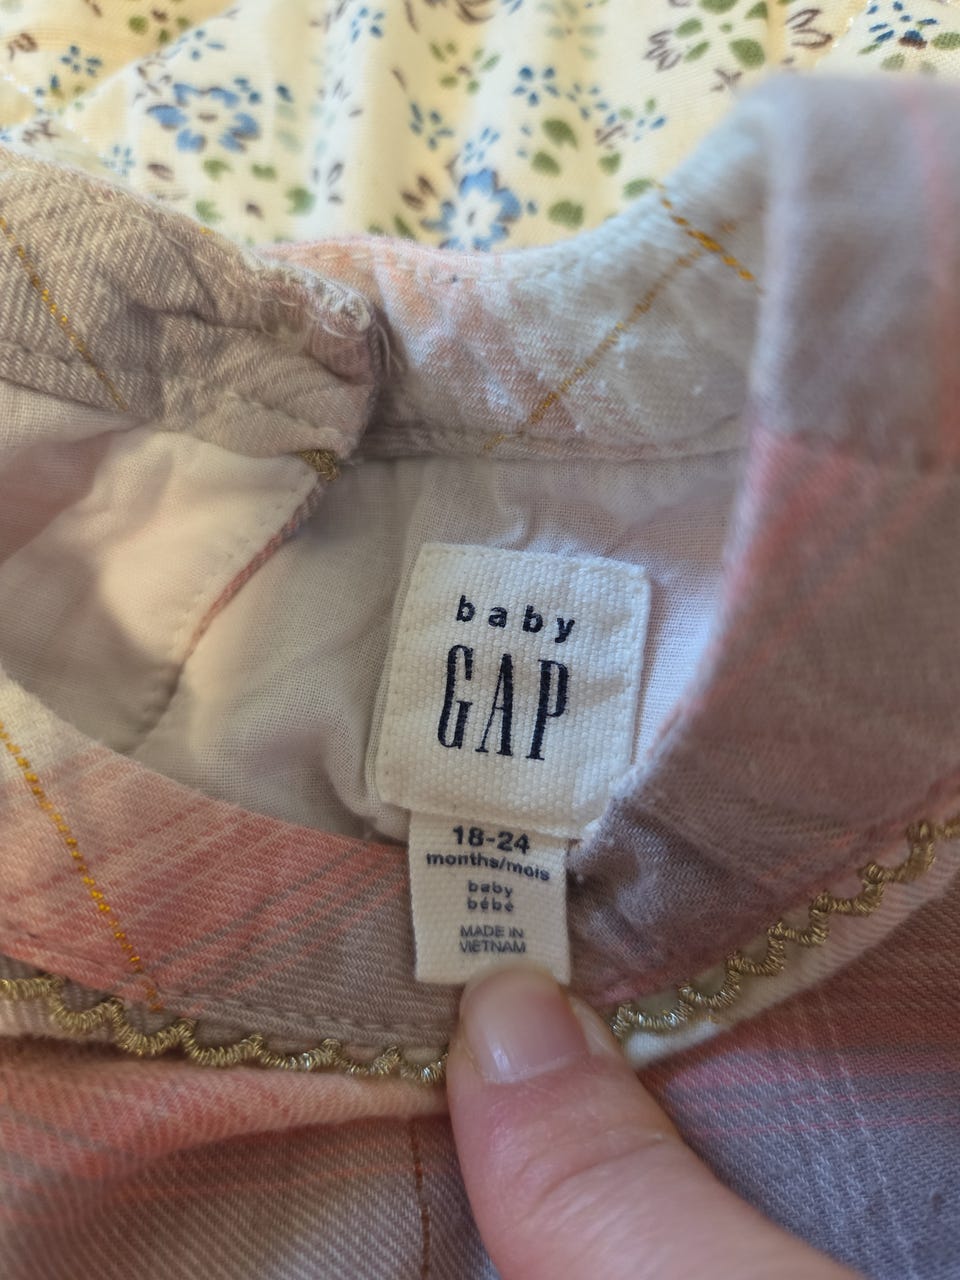 baby
GAP
18-24
months/mois
baby
bébé
MADE IN
VIETNAM